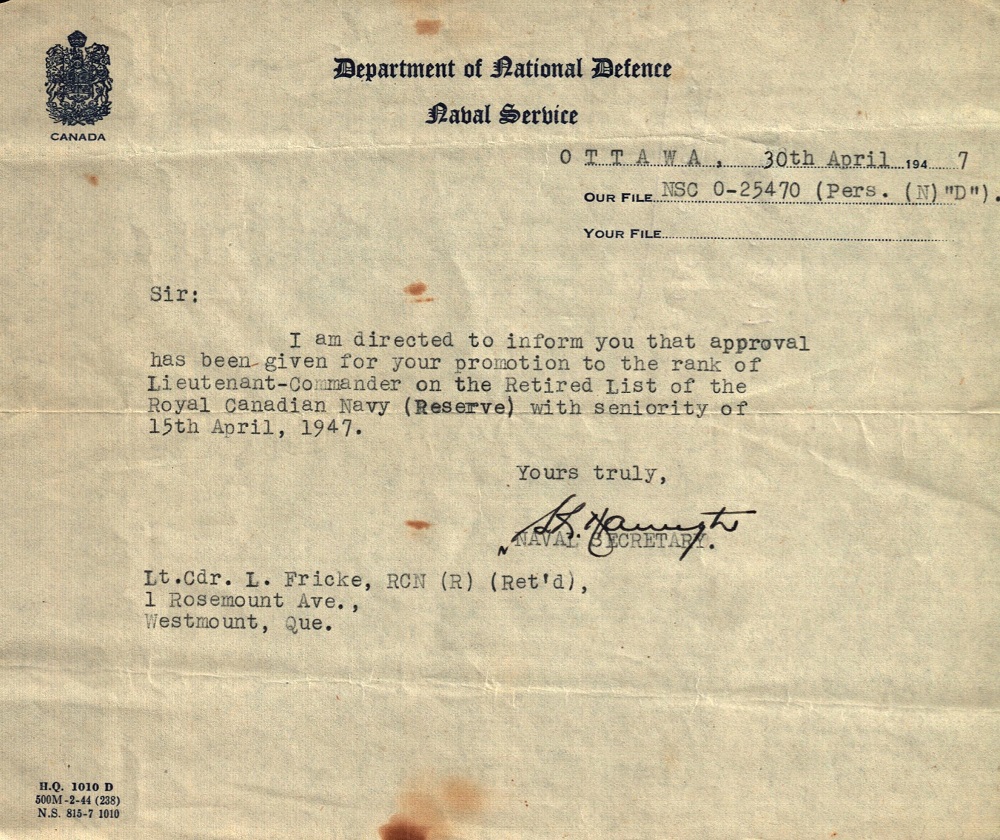 CANADA
Department of National Defence
Naval Service
O T T A W A, 30th April 194 7
OUR FILE NSC O-25470 (Pers. (N)"D").
YOUR FILE
Sir:
I am directed to inform you that approval
has been given for your promotion to the rank of
Lieutenant-Commander on the Retired List of the
Royal Canadian Navy (Reserve) with seniority of
15th April, 1947.
Yours truly,
NAVAL SECRETARY.
Lt.Cdr. L. Fricke, RCN (R) (Ret'd),
1 Rosemount Ave.,
Westmount, Que.
H.Q. 1010 D
500M-2-44 (238)
N.S. 815-7 1010